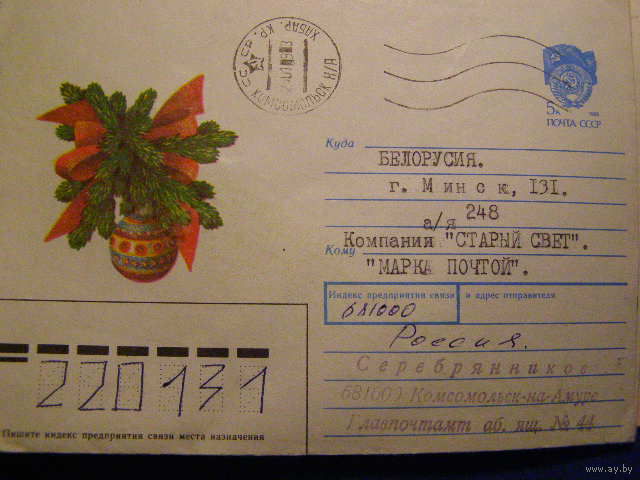 СССР ХАБАР. КР.
КОМСОМОЛЬСК Н/А
5к
ПОЧТА СССР
Куда
БЕЛОРУСИЯ.
г. Минск, 131.
а/я 248
Компания "СТАРЫЙ СВЕТ".
Кому
"МАРКА ПОЧТОЙ".
Индекс предприятия связи и адрес отправителя
681000
Россия.
Серебрянников
681000 Комсомольск-на-Амуре
Главпочтамт аб. ящ. № 44
220131
Пишите индекс предприятия связи места назначения
www.ay.by